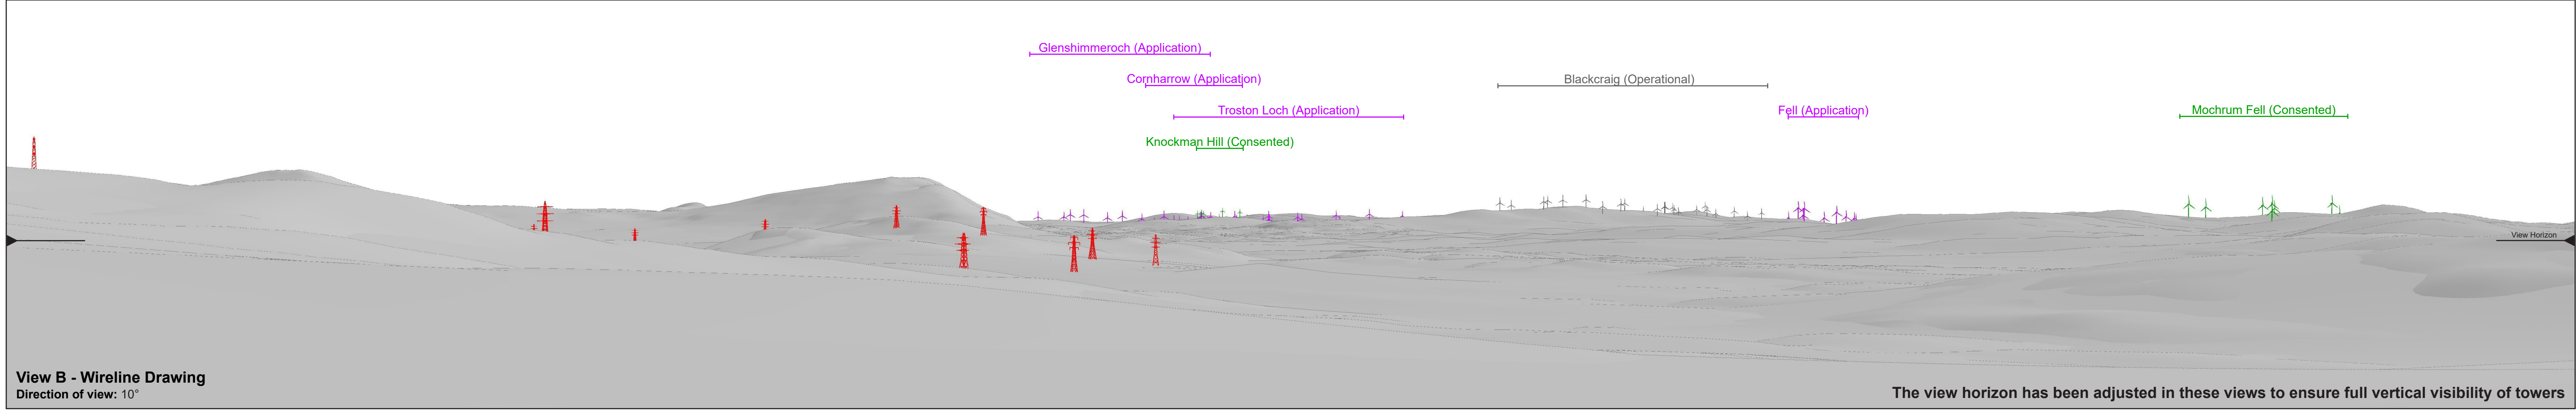 Glenshimmeroch (Application)
Cornharrow (Application)
Blackcraig (Operational)
Troston Loch (Application)
Fell (Application)
Mochrum Fell (Consented)
Knockman Hill (Consented)
View Horizon
View B - Wireline Drawing
Direction of view: 10°
The view horizon has been adjusted in these views to ensure full vertical visibility of towers